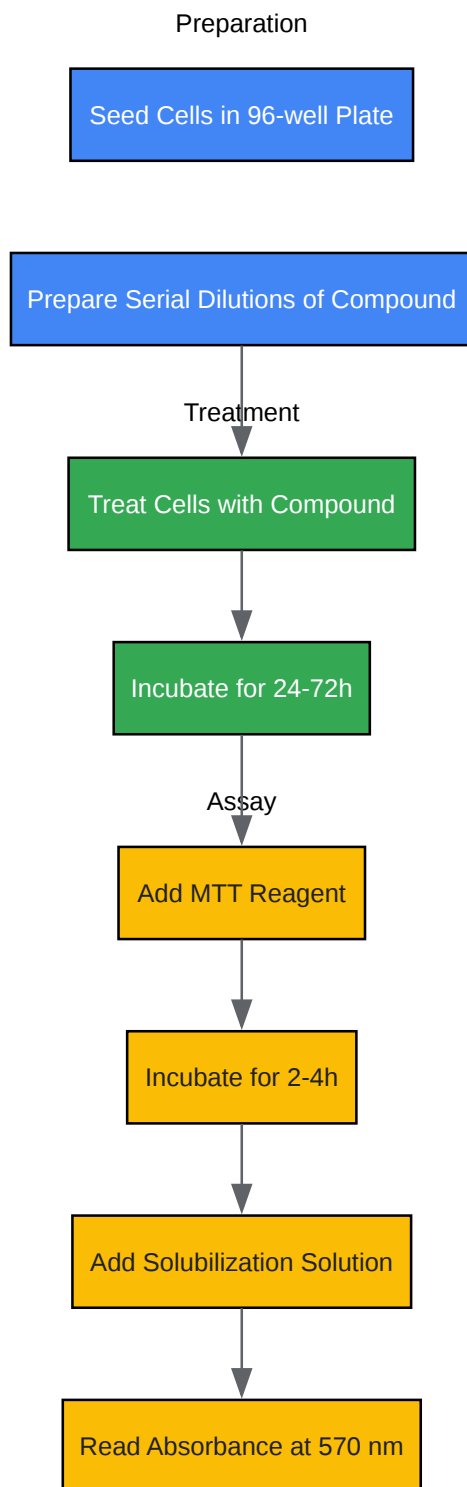 Preparation
Seed Cells in 96-well Plate
Prepare Serial Dilutions of Compound
Treatment
Treat Cells with Compound
Incubate for 24-72h
Assay
Add MTT Reagent
Incubate for 2-4h
Add Solubilization Solution
Read Absorbance at 570 nm